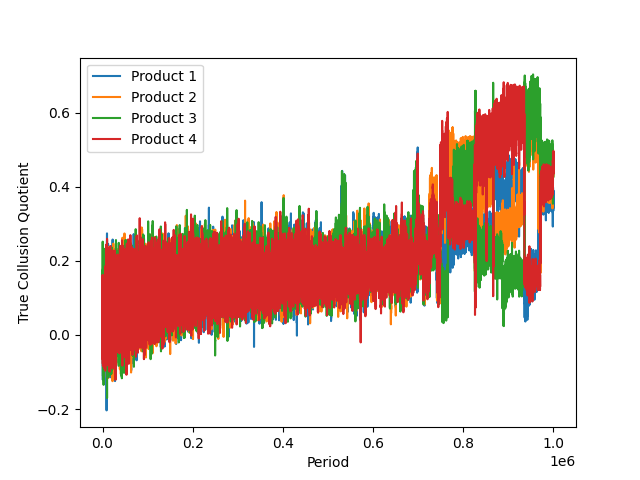 Product 1
Product 2
Product 3
Product 4
True Collusion Quotient
0.6
0.4
0.2
0.0
−0.2
0.0 0.2 0.4 0.6 0.8 1.0
1e6
Period